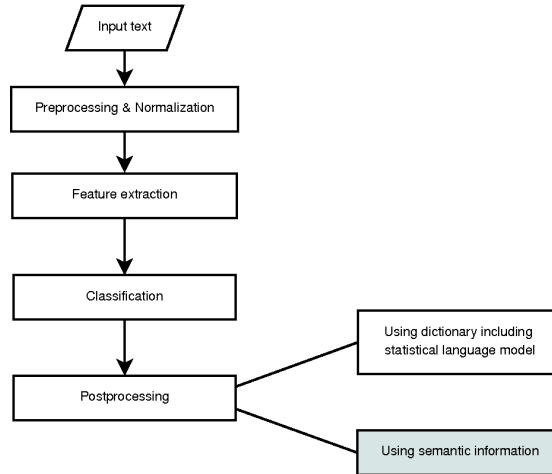 Input text
Preprocessing & Normalization
Feature extraction
Classification
Using dictionary including
statistical language model
Postprocessing
Using semantic information